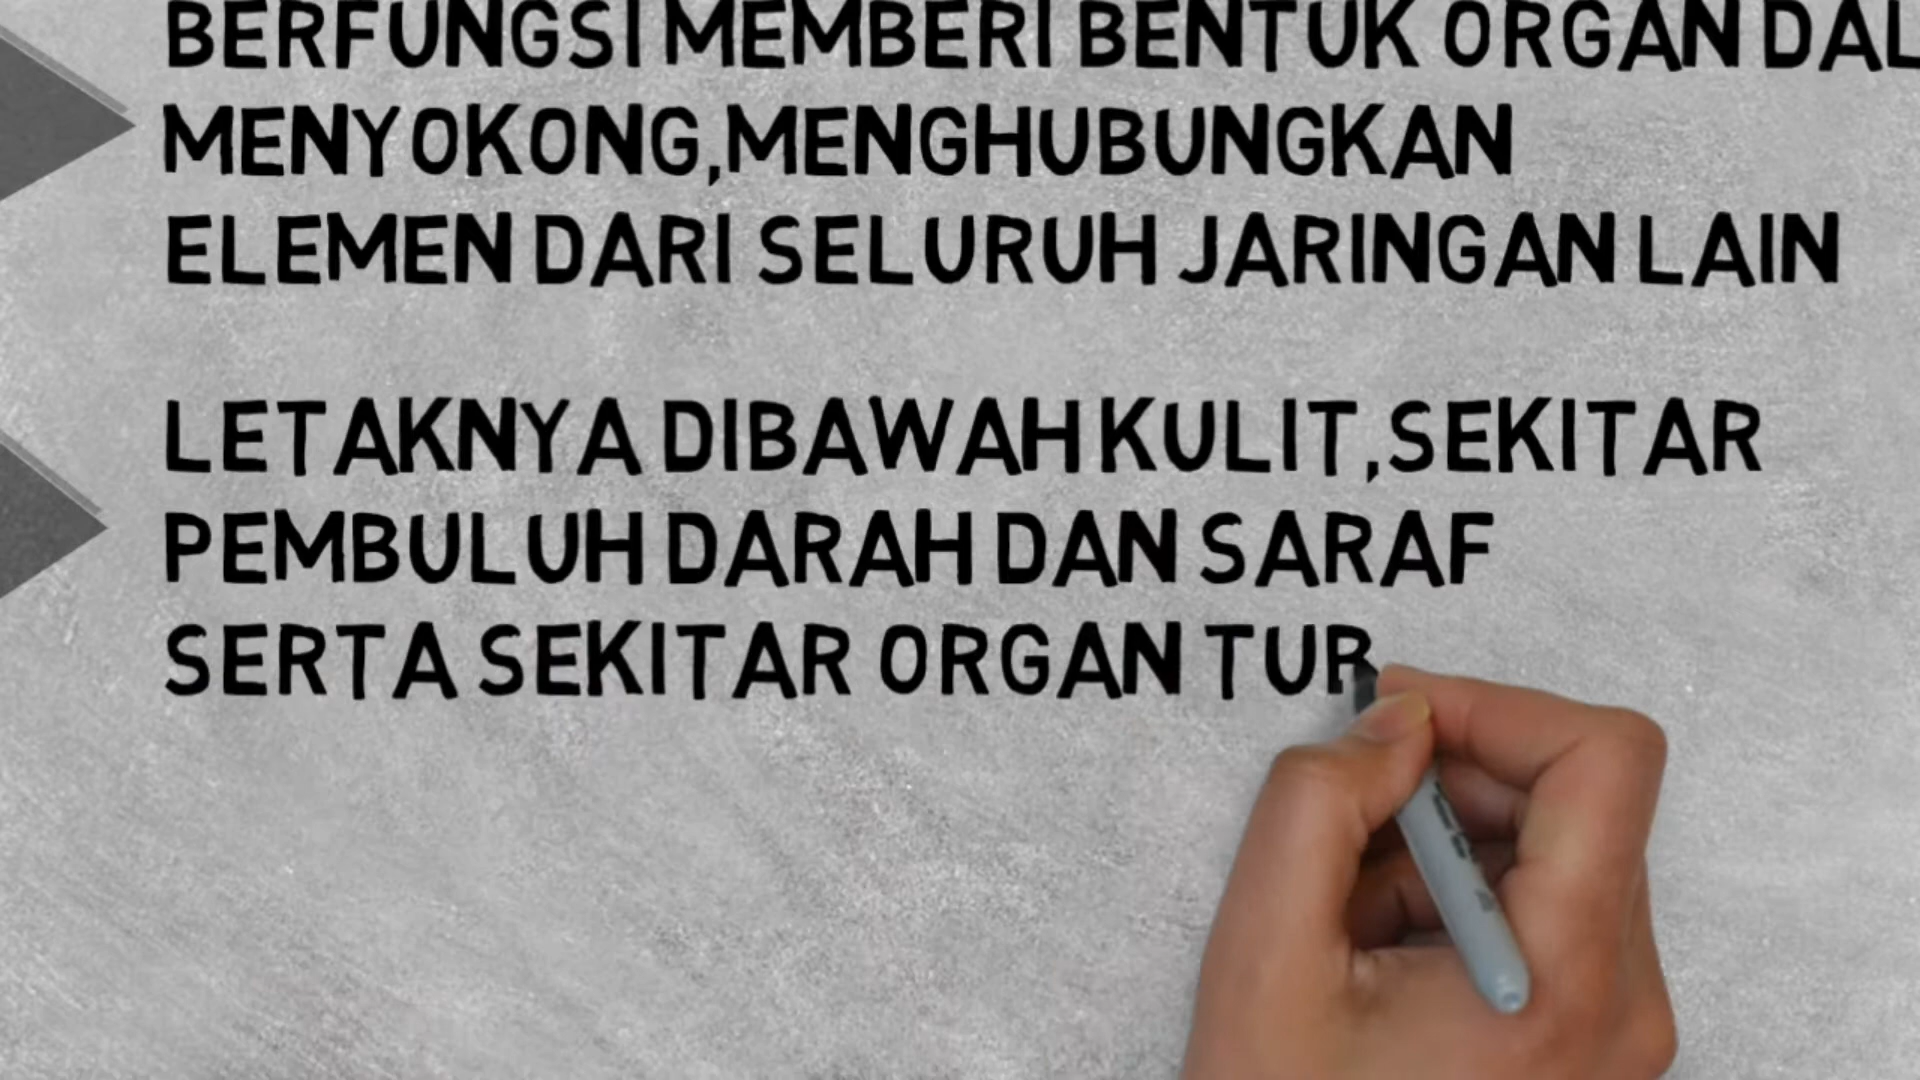 BERFUNGSI MEMBERI BENTUK ORGAN
MENYOKONG,MENGHUBUNGKAN
ELEMEN DARI SELURUH JARINGAN LAIN
LETAKNYA DIBAWAH KULIT,SEKITAR
PEMBULUH DARAH DAN SARAF
SERTA SEKITAR ORGAN